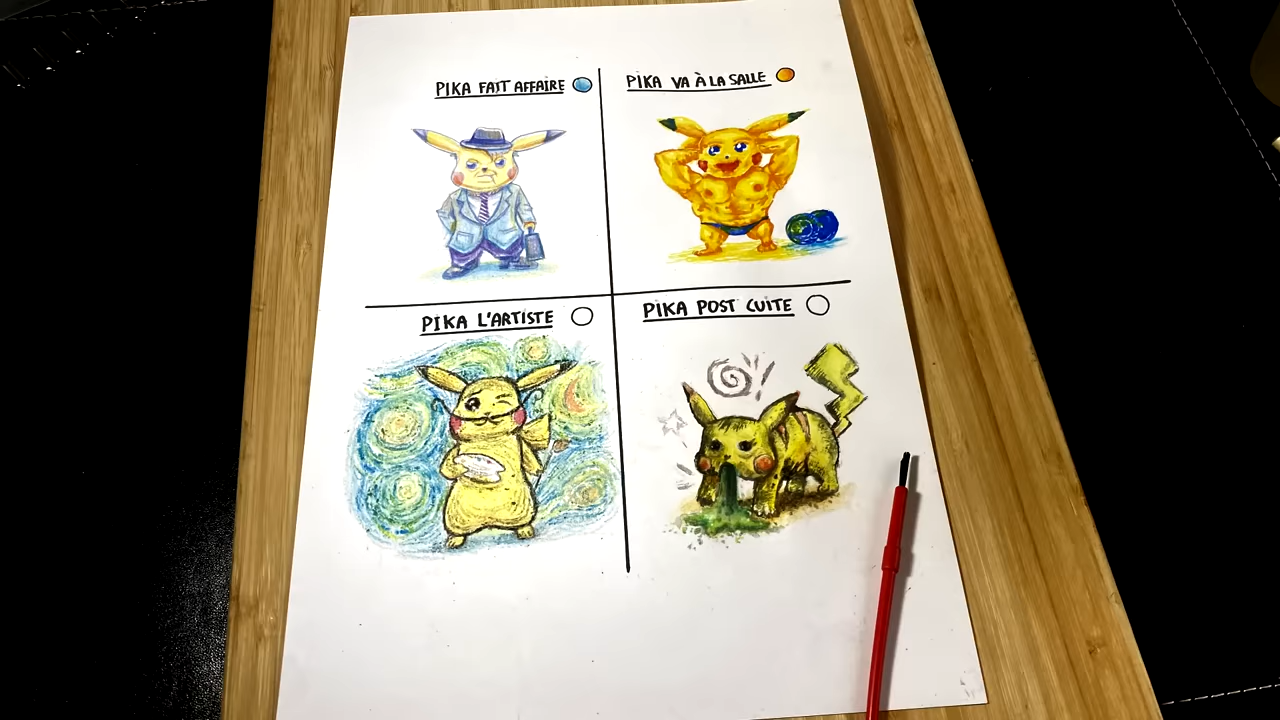 PIKA FAIT AFFAIRE
PIKA VA À LA SALLE
PIKA L'ARTISTE
PIKA POST CUITE